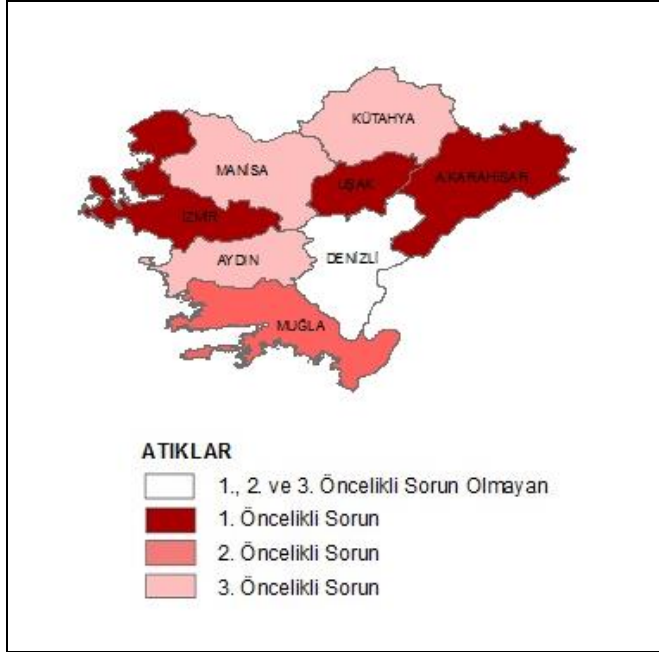 KÜTAHYA
MANİSA
UŞAK
A.KARAHİSAR
İZMİR
AYDIN
DENİZLİ
MUĞLA
ATIKLAR
1., 2. ve 3. Öncelikli Sorun Olmayan
1. Öncelikli Sorun
2. Öncelikli Sorun
3. Öncelikli Sorun